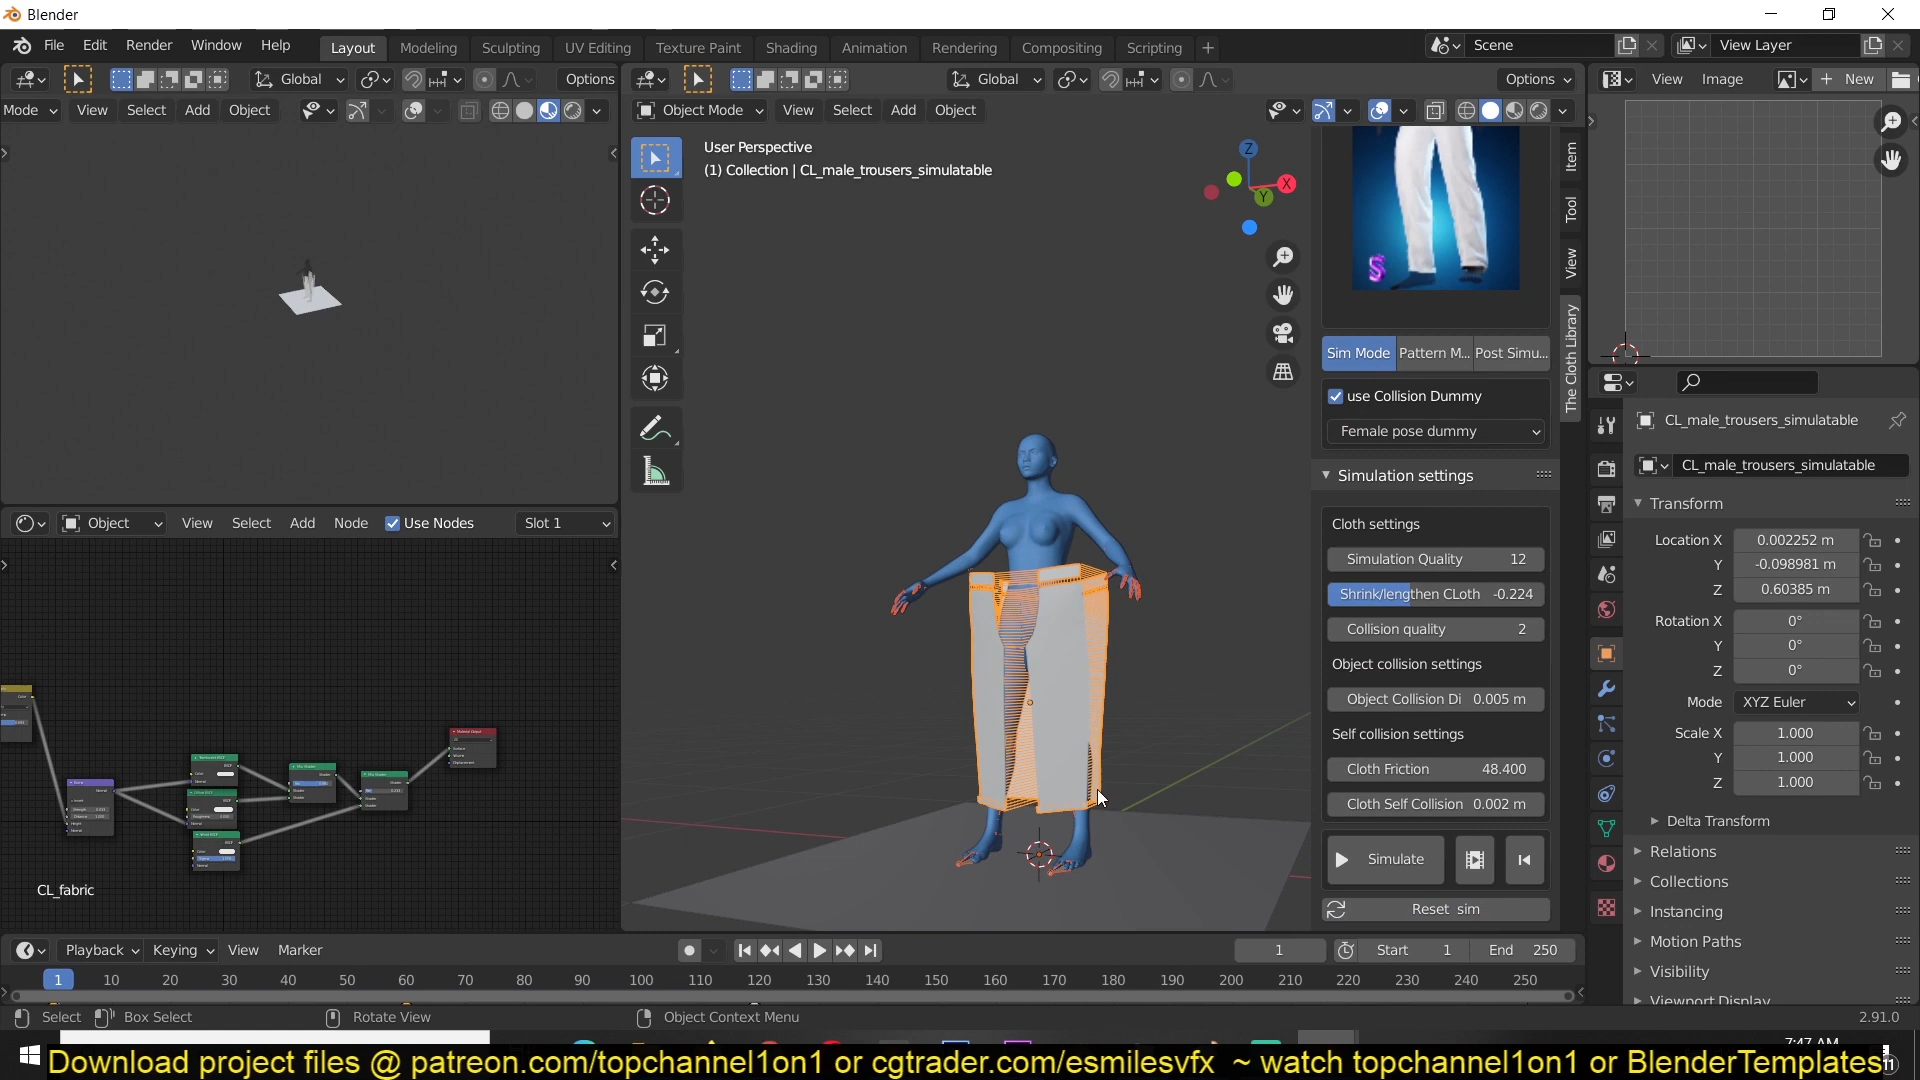 Blender
File Edit Render Window Help
Layout Modeling Sculpting UV Editing Texture Paint Shading Animation Rendering Compositing Scripting +
Scene
View Layer
Global
Options
Mode View Select Add Object
Global
Options
Object Mode View Select Add Object
View Image New
User Perspective
(1) Collection | CL_male_trousers_simulatable
Z
X
Y
Item
Tool
View
The Cloth Library
S
Sim Mode Pattern M... Post Simu...
use Collision Dummy
Female pose dummy
Simulation settings
Cloth settings
Simulation Quality 12
Shrink/lengthen CLoth -0.224
Collision quality 2
Object collision settings
Object Collision Di 0.005 m
Self collision settings
Cloth Friction 48.400
Cloth Self Collision 0.002 m
Simulate
Reset sim
CL_male_trousers_simulatable
CL_male_trousers_simulatable
Transform
Location X 0.002252 m
Y -0.098981 m
Z 0.60385 m
Rotation X 0°
Y 0°
Z 0°
Mode XYZ Euler
Scale X 1.000
Y 1.000
Z 1.000
Delta Transform
Relations
Collections
Instancing
Motion Paths
Visibility
Viewport Display
Object View Select Add Node Use Nodes Slot 1
CL_fabric
Playback Keying View Marker
1 Start 1 End 250
1 10 20 30 40 50 60 70 80 90 100 110 120 130 140 150 160 170 180 190 200 210 220 230 240 250
Select Box Select Rotate View Object Context Menu 2.91.0
7:47 AM
Download project files @ patreon.com/topchannel1on1 or cgtrader.com/esmilesvfx ~ watch topchannel1on1 or BlenderTemplates